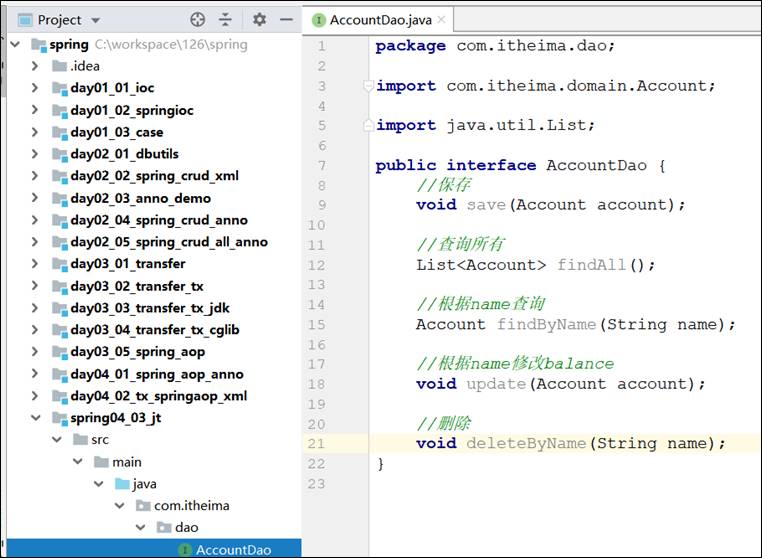 Project
spring C:\workspace\126\spring
.idea
day01_01_ioc
day01_02_springioc
day01_03_case
day02_01_dbutils
day02_02_spring_crud_xml
day02_03_anno_demo
day02_04_spring_crud_anno
day02_05_spring_crud_all_anno
day03_01_transfer
day03_02_transfer_tx
day03_03_transfer_tx_jdk
day03_04_transfer_tx_cglib
day03_05_spring_aop
day04_01_spring_aop_anno
day04_02_tx_springaop_xml
spring04_03_jt
src
main
java
com.itheima
dao
I AccountDao
I AccountDao.java
1 package com.itheima.dao;
2
3 import com.itheima.domain.Account;
4
5 import java.util.List;
6
7 public interface AccountDao {
8 //保存
9 void save(Account account);
10
11 //查询所有
12 List<Account> findAll();
13
14 //根据name查询
15 Account findByName(String name);
16
17 //根据name修改balance
18 void update(Account account);
19
20 //删除
21 void deleteByName(String name);
22 }
23